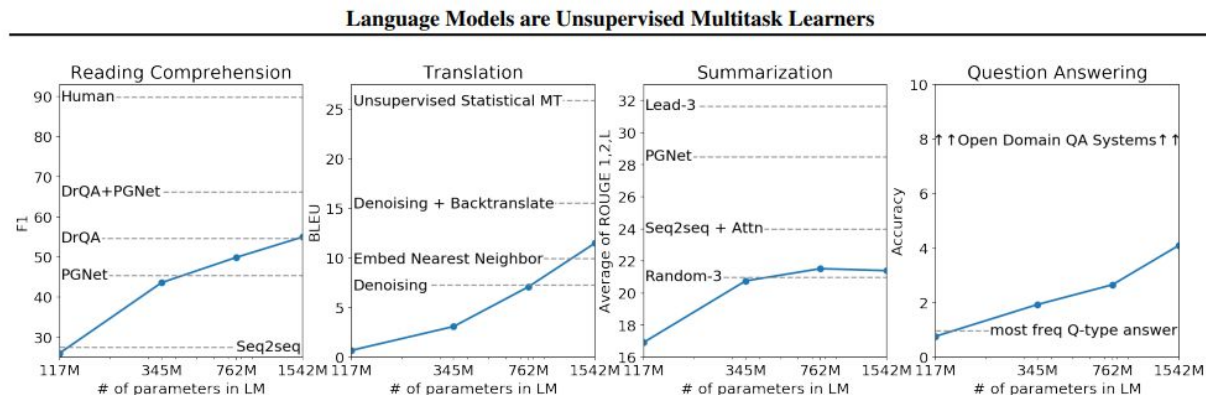 Language Models are Unsupervised Multitask Learners
Reading Comprehension
90
80
70
60
50
40
30
F1
Human
DrQA+PGNet
DrQA
PGNet
Seq2seq
117M 345M 762M 1542M
# of parameters in LM
Translation
25
20
15
10
5
0
BLEU
Unsupervised Statistical MT
Denoising + Backtranslate
Embed Nearest Neighbor
Denoising
117M 345M 762M 1542M
# of parameters in LM
Summarization
32
30
28
26
24
22
20
18
16
Average of ROUGE 1,2,L
Lead-3
PGNet
Seq2seq + Attn
Random-3
117M 345M 762M 1542M
# of parameters in LM
Question Answering
10
8
6
4
2
0
Accuracy
↑↑Open Domain QA Systems↑↑
most freq Q-type answer
117M 345M 762M 1542M
# of parameters in LM